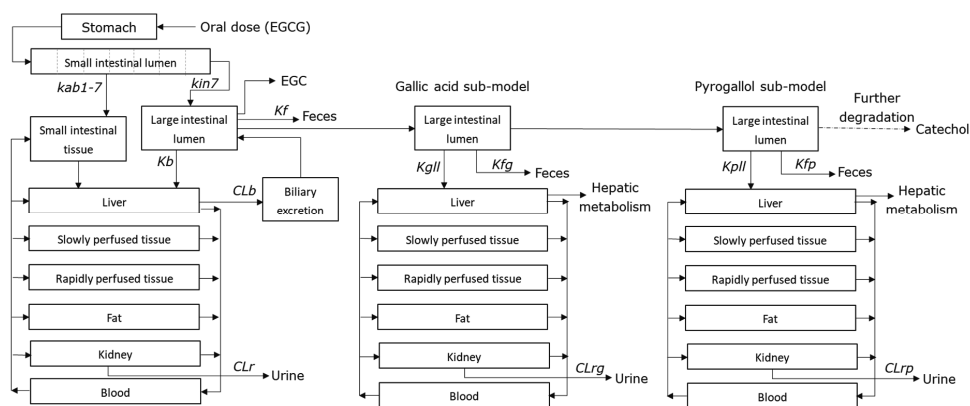 Stomach
Oral dose (EGCG)
Small intestinal lumen
kab1-7
kin7
EGC
Small intestinal
tissue
Large intestinal
lumen
Kf
Feces
Kb
Liver
CLb
Biliary
excretion
Slowly perfused tissue
Rapidly perfused tissue
Fat
Kidney
CLr
Urine
Blood
Gallic acid sub-model
Large intestinal
lumen
Kgll
Kfg
Feces
Liver
Hepatic
metabolism
Slowly perfused tissue
Rapidly perfused tissue
Fat
Kidney
CLrg
Urine
Blood
Pyrogallol sub-model
Large intestinal
lumen
Further
degradation
Catechol
Kpll
Kfp
Feces
Liver
Hepatic
metabolism
Slowly perfused tissue
Rapidly perfused tissue
Fat
Kidney
CLrp
Urine
Blood